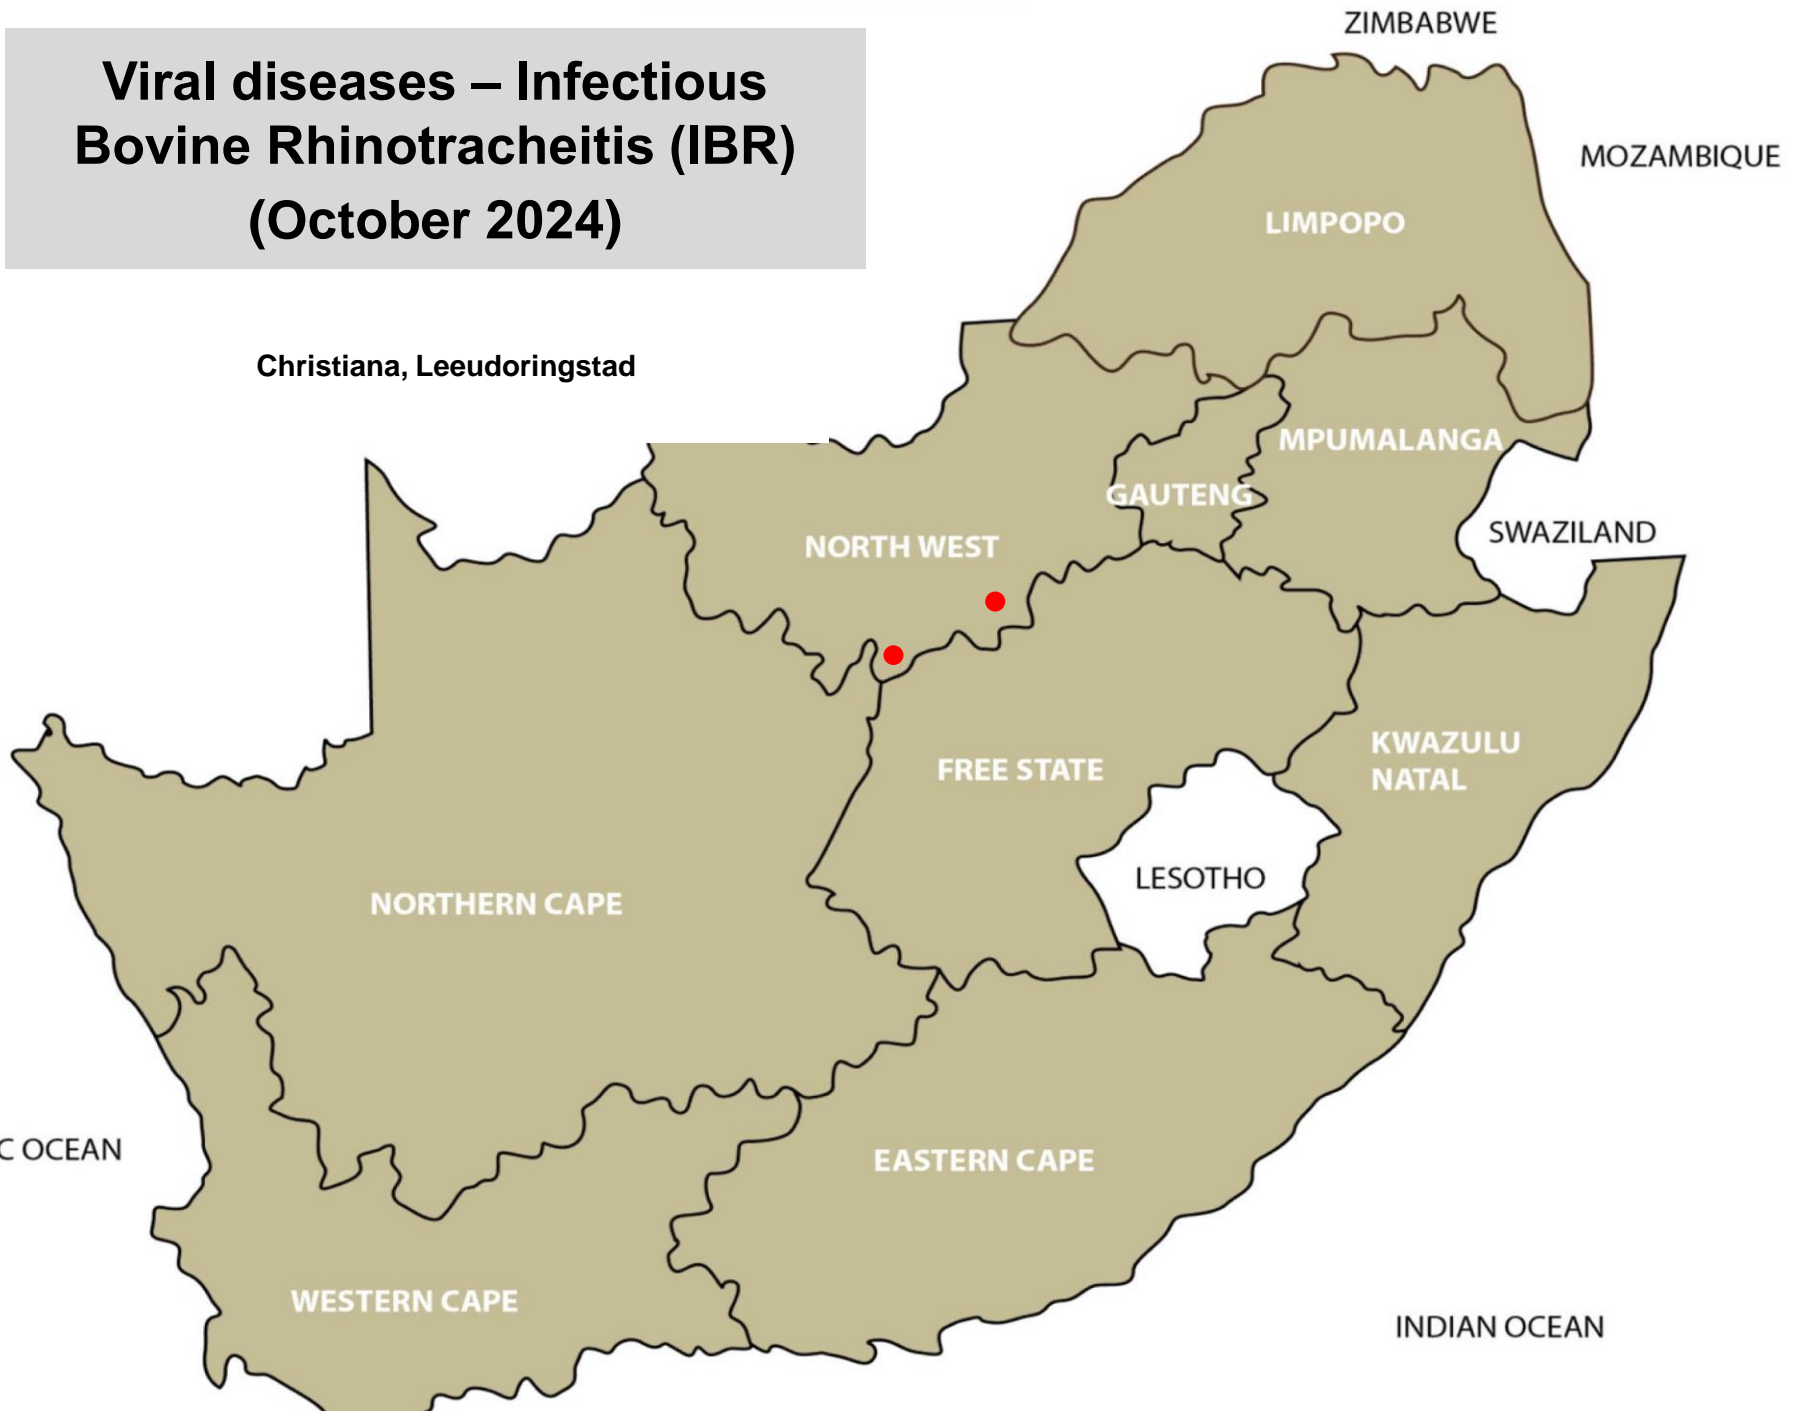 Viral diseases – Infectious
Bovine Rhinotracheitis (IBR)
(October 2024)
ZIMBABWE
MOZAMBIQUE
LIMPOPO
Christiana, Leeudoringstad
MPUMALANGA
GAUTENG
SWAZILAND
NORTH WEST
KWAZULU
NATAL
FREE STATE
LESOTHO
NORTHERN CAPE
C OCEAN
EASTERN CAPE
WESTERN CAPE
INDIAN OCEAN